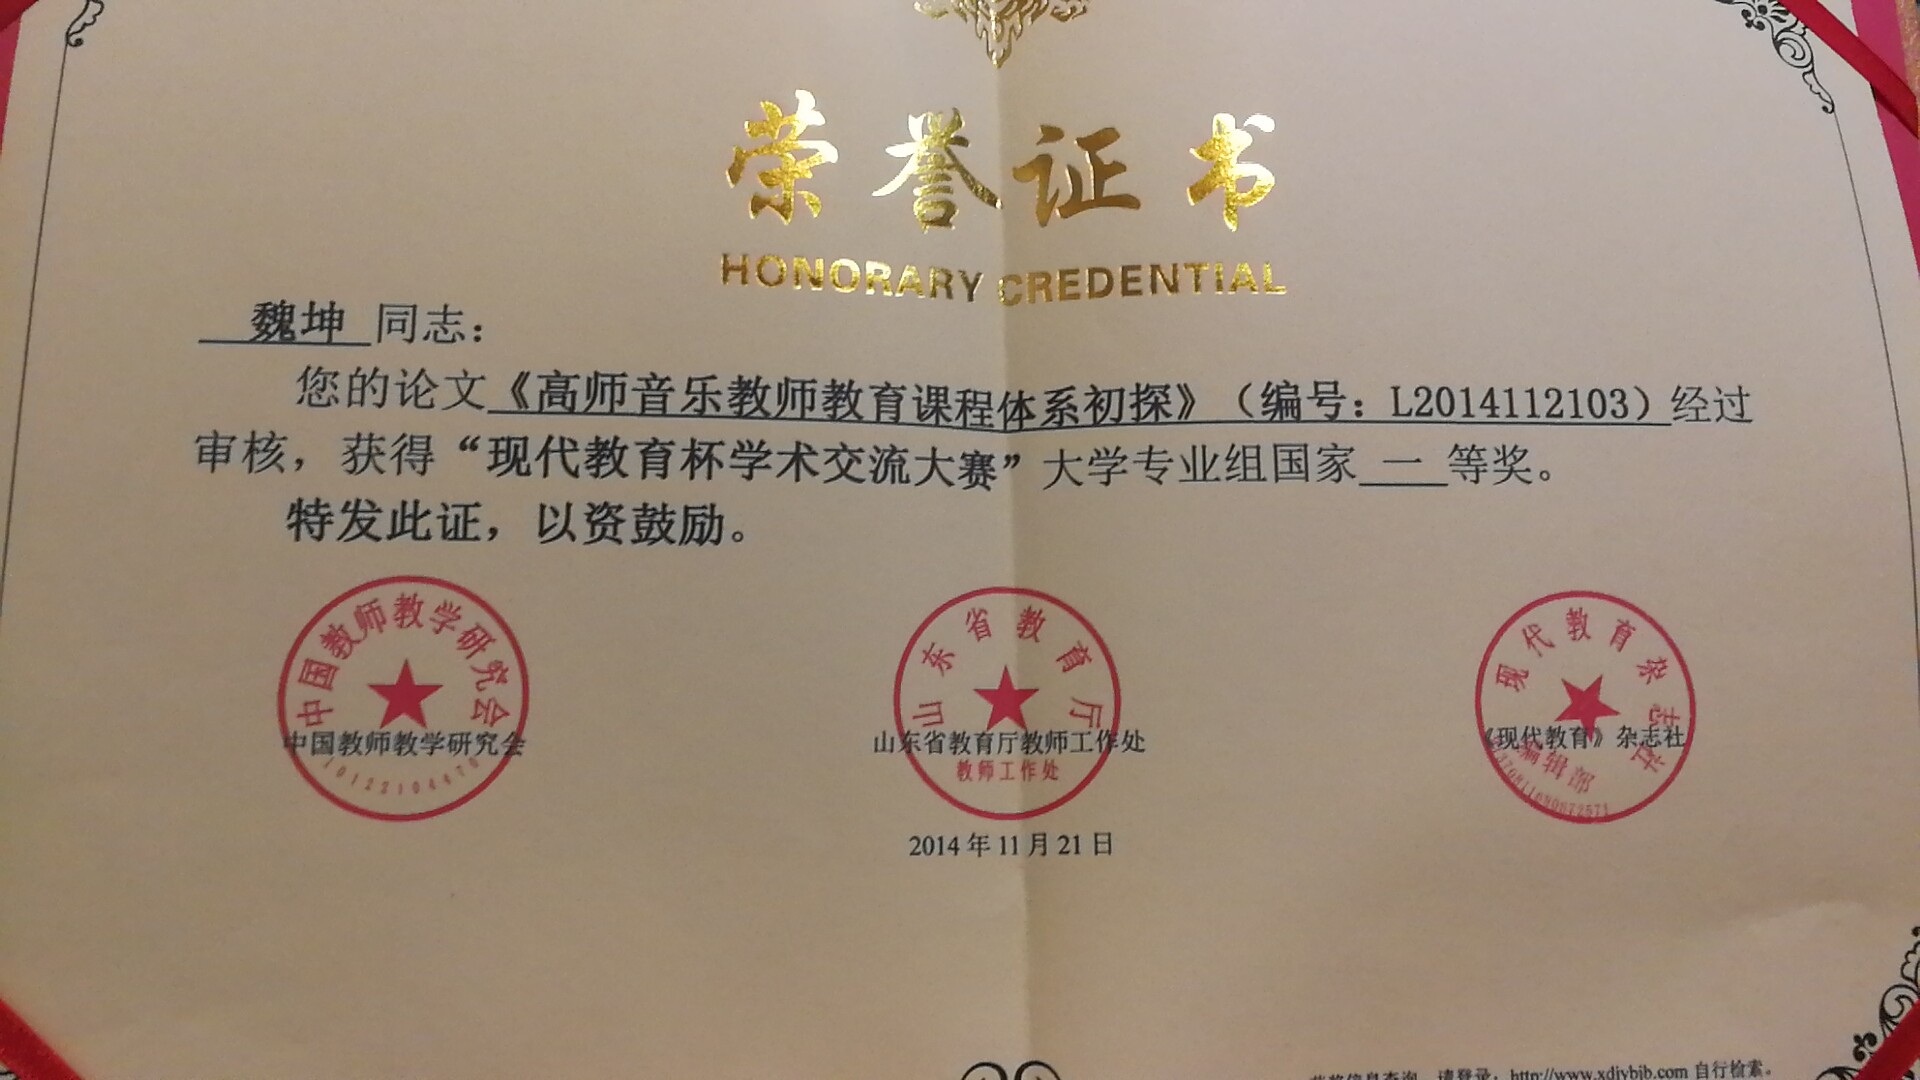 荣誉证书
HONORARY CREDENTIAL
魏坤 同志：
您的论文《高师音乐教师教育课程体系初探》（编号：L2014112103）经过
审核，获得“现代教育杯学术交流大赛”大学专业组国家 一 等奖。
特发此证，以资鼓励。
中国教师教学研究会
山东省教育厅
现代教育杂志社
中国教师教学研究会
山东省教育厅教师工作处
《现代教育》杂志社
教师工作处
编辑部
2014年11月21日
请登录：http://www.xdjybjb.com 自行检索。